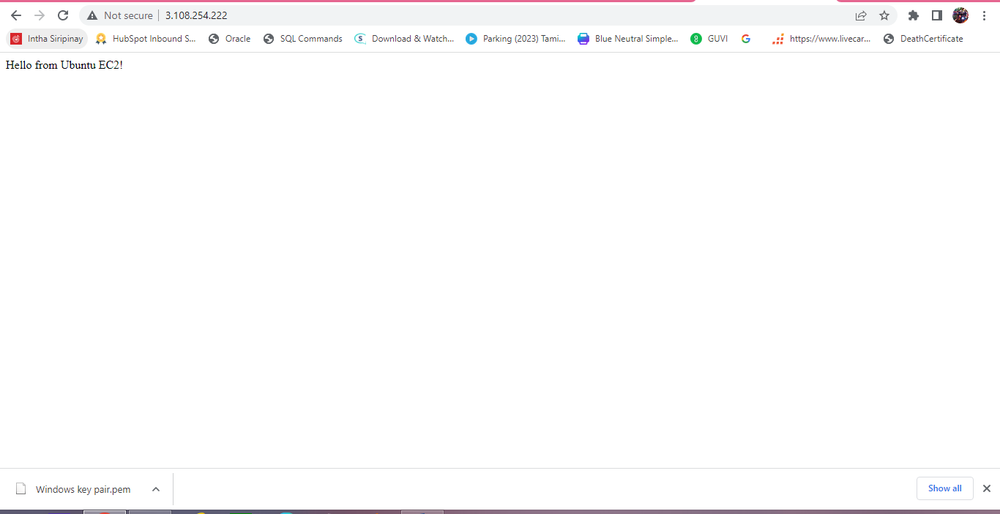 Not secure 3.108.254.222
Intha Siripinay HubSpot Inbound S... Oracle SQL Commands Download & Watch... Parking (2023) Tami... Blue Neutral Simple... GUVI https://www.livecar... DeathCertificate
Hello from Ubuntu EC2!
Windows key pair.pem Show all